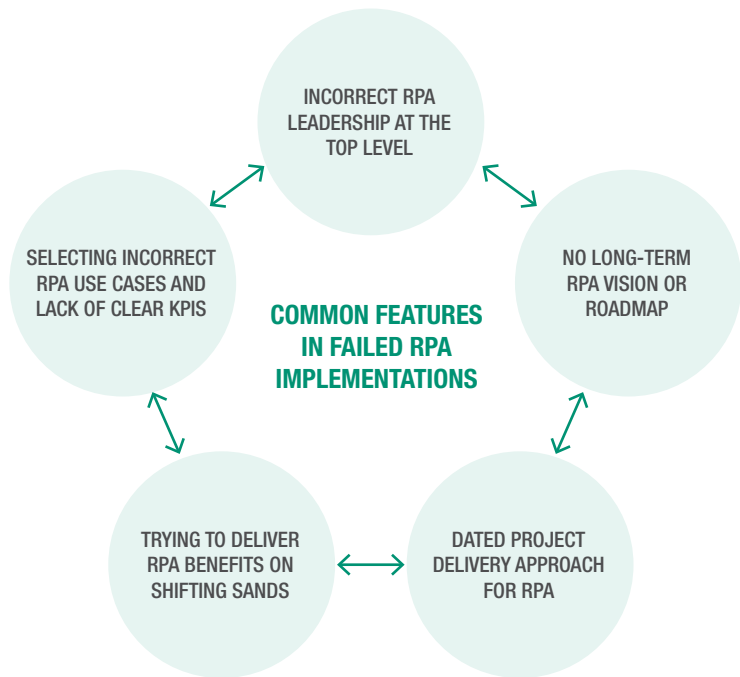 INCORRECT RPA
LEADERSHIP AT THE
TOP LEVEL
SELECTING INCORRECT
RPA USE CASES AND
LACK OF CLEAR KPIS
NO LONG-TERM
RPA VISION OR
ROADMAP
COMMON FEATURES
IN FAILED RPA
IMPLEMENTATIONS
TRYING TO DELIVER
RPA BENEFITS ON
SHIFTING SANDS
DATED PROJECT
DELIVERY APPROACH
FOR RPA